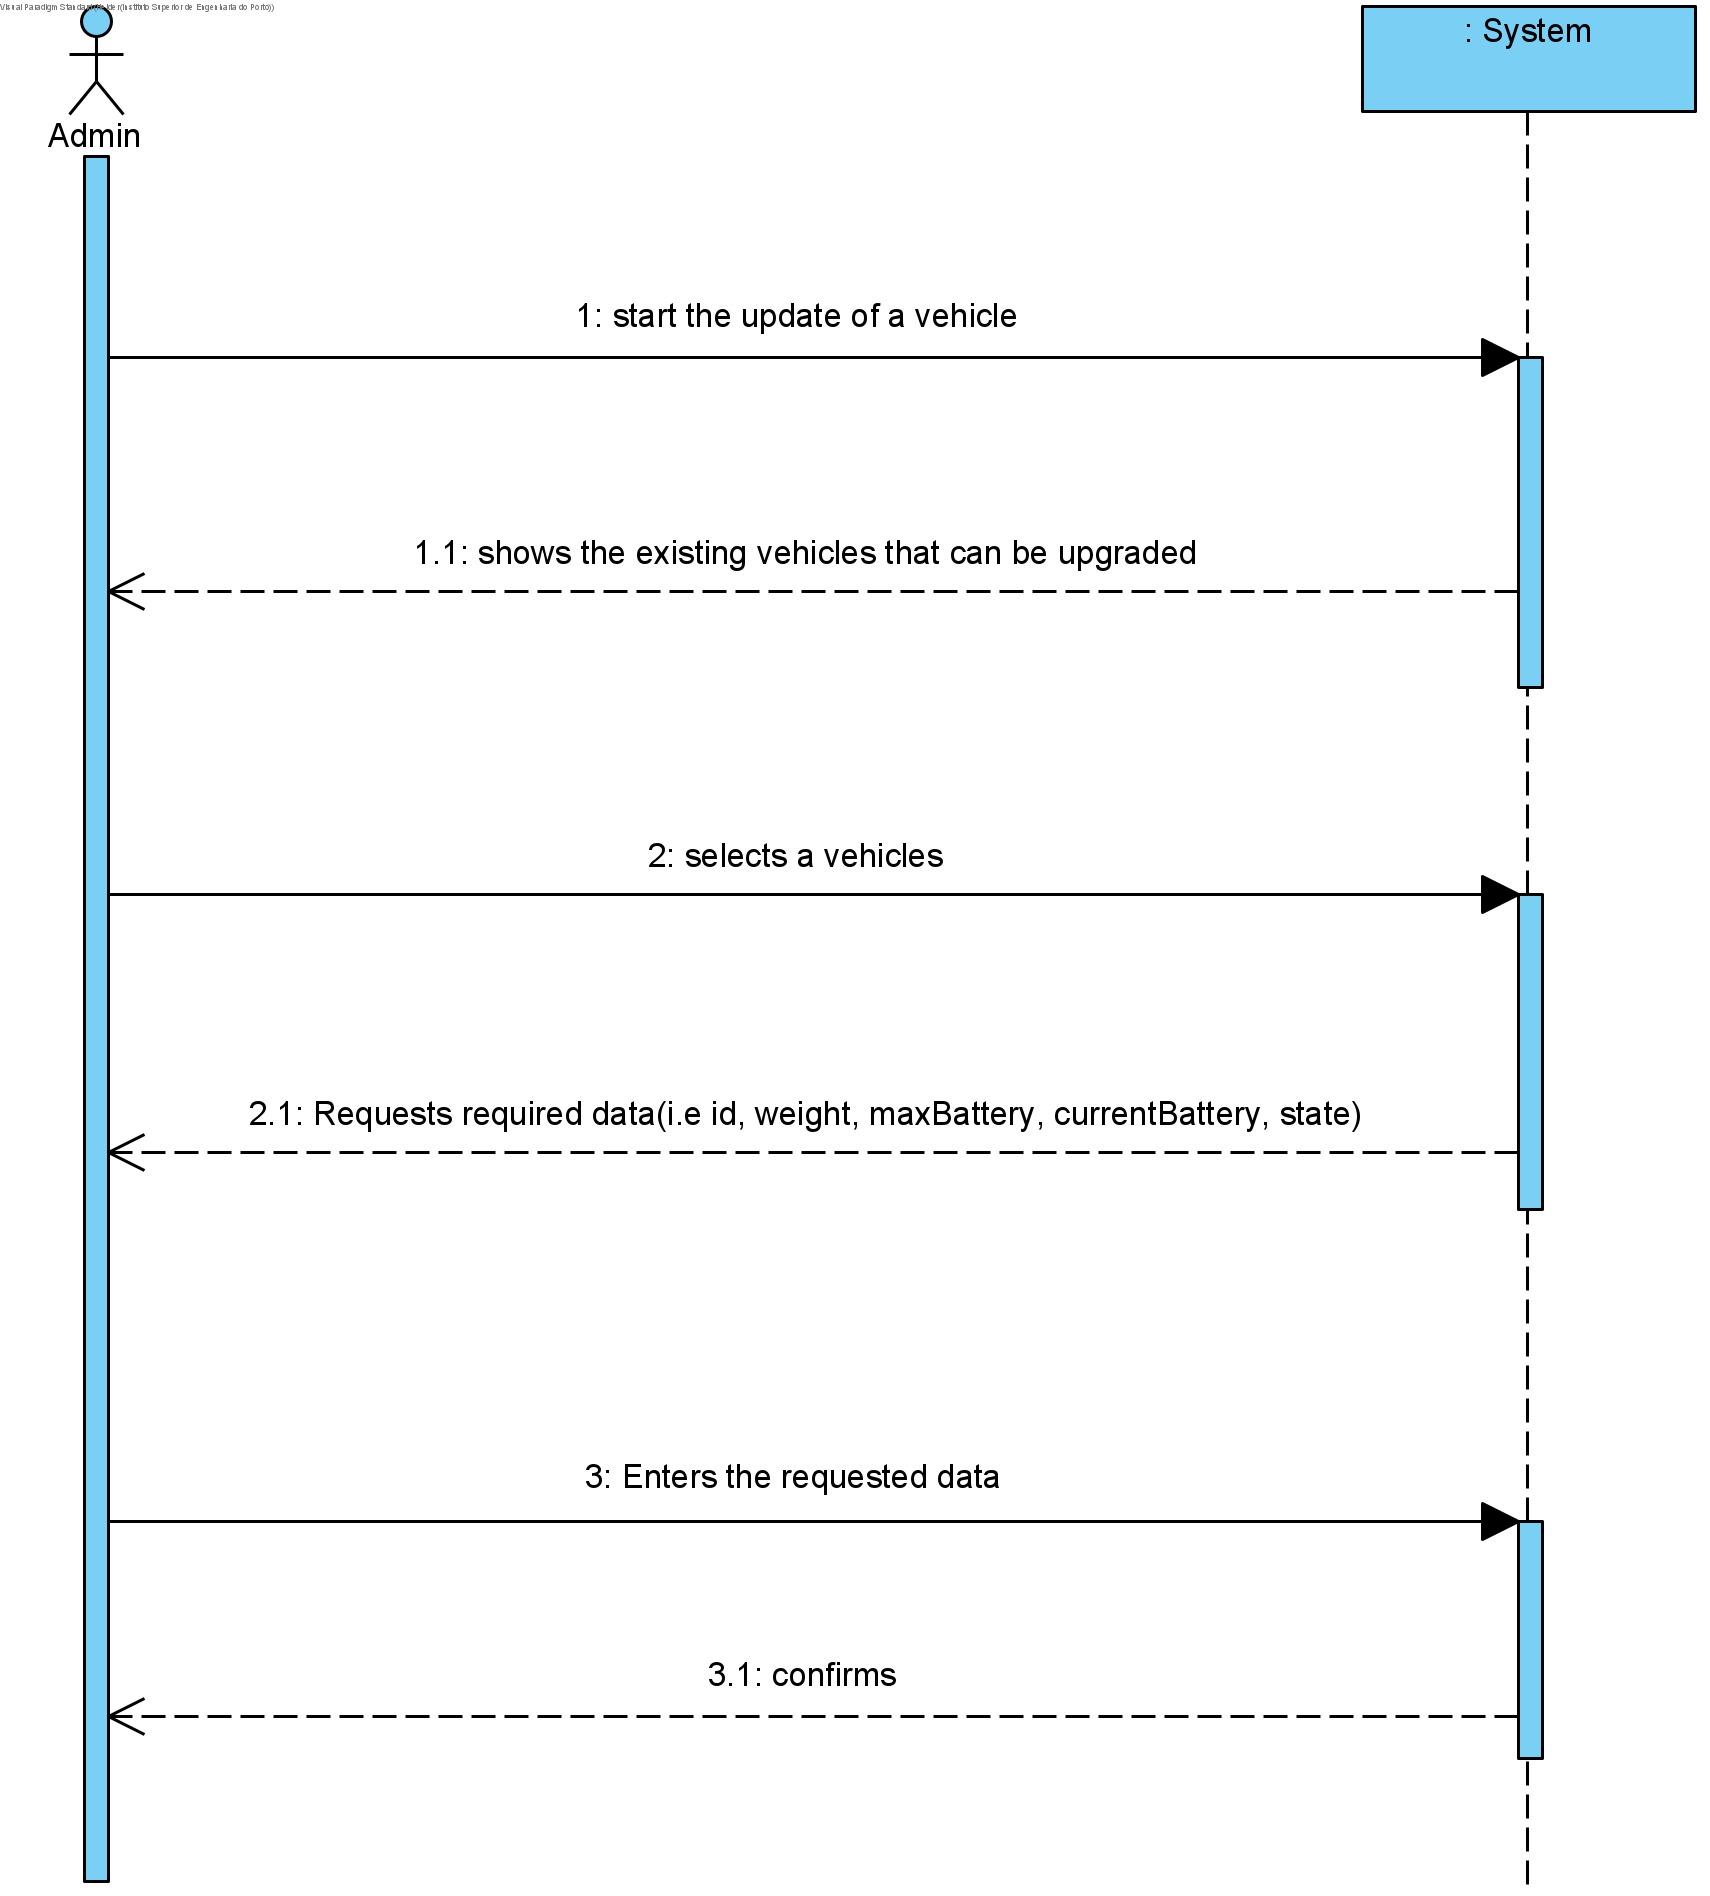 Visual Paradigm Standard (Helder(Instituto Superior de Engenharia do Porto))
: System
Admin
1: start the update of a vehicle
1.1: shows the existing vehicles that can be upgraded
2: selects a vehicles
2.1: Requests required data(i.e id, weight, maxBattery, currentBattery, state)
3: Enters the requested data
3.1: confirms